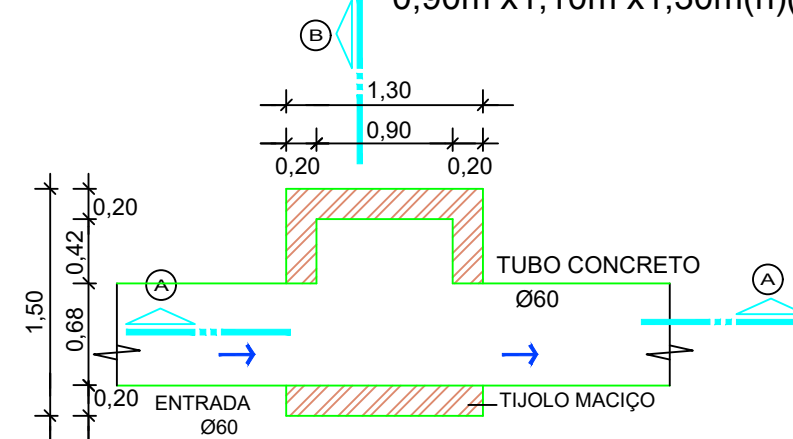 0,90m x1,10m x1,50m(h)(
B
1,30
0,90
0,20 0,20
0,20
0,42
1,50
0,68
0,20
A
TUBO CONCRETO
Ø60
A
ENTRADA
Ø60
TIJOLO MACIÇO